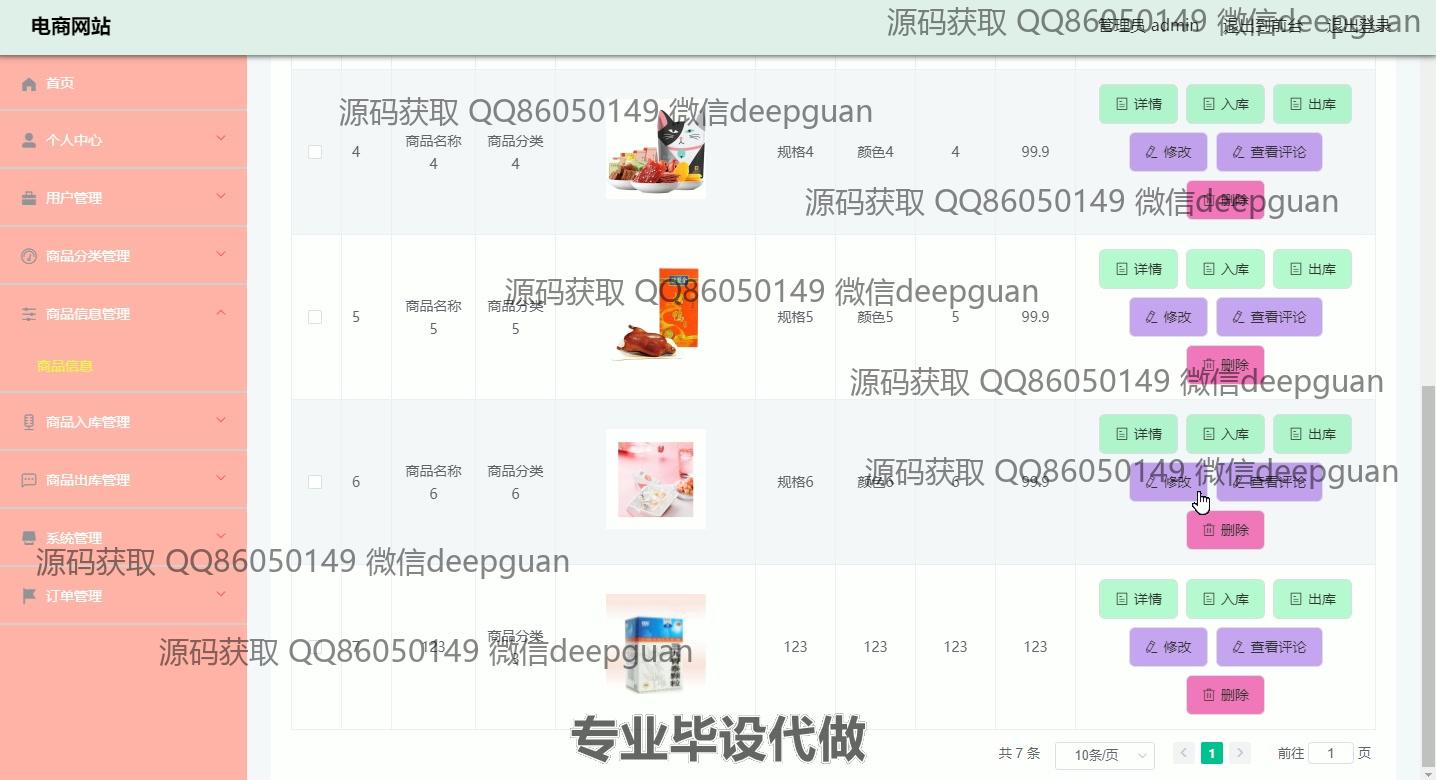 电商网站
管理员 admin
退出到前台
退出登录
源码获取 QQ86050149 微信deepguan
首页
个人中心
用户管理
商品分类管理
商品信息管理
商品信息
商品入库管理
商品出库管理
系统管理
订单管理
源码获取 QQ86050149 微信deepguan
4
商品名称
4
商品分类
4
规格4
颜色4
4
99.9
详情
入库
出库
修改
查看评论
删除
源码获取 QQ86050149 微信deepguan
5
商品名称
5
商品分类
5
规格5
颜色5
5
99.9
详情
入库
出库
修改
查看评论
删除
源码获取 QQ86050149 微信deepguan
源码获取 QQ86050149 微信deepguan
6
商品名称
6
商品分类
6
规格6
颜色6
6
99.9
详情
入库
出库
修改
查看评论
删除
源码获取 QQ86050149 微信deepguan
源码获取 QQ86050149 微信deepguan
7
123
商品分类
3
123
123
123
123
详情
入库
出库
修改
查看评论
删除
源码获取 QQ86050149 微信deepguan
专业毕设代做
共 7 条
10条/页
1
前往 1 页